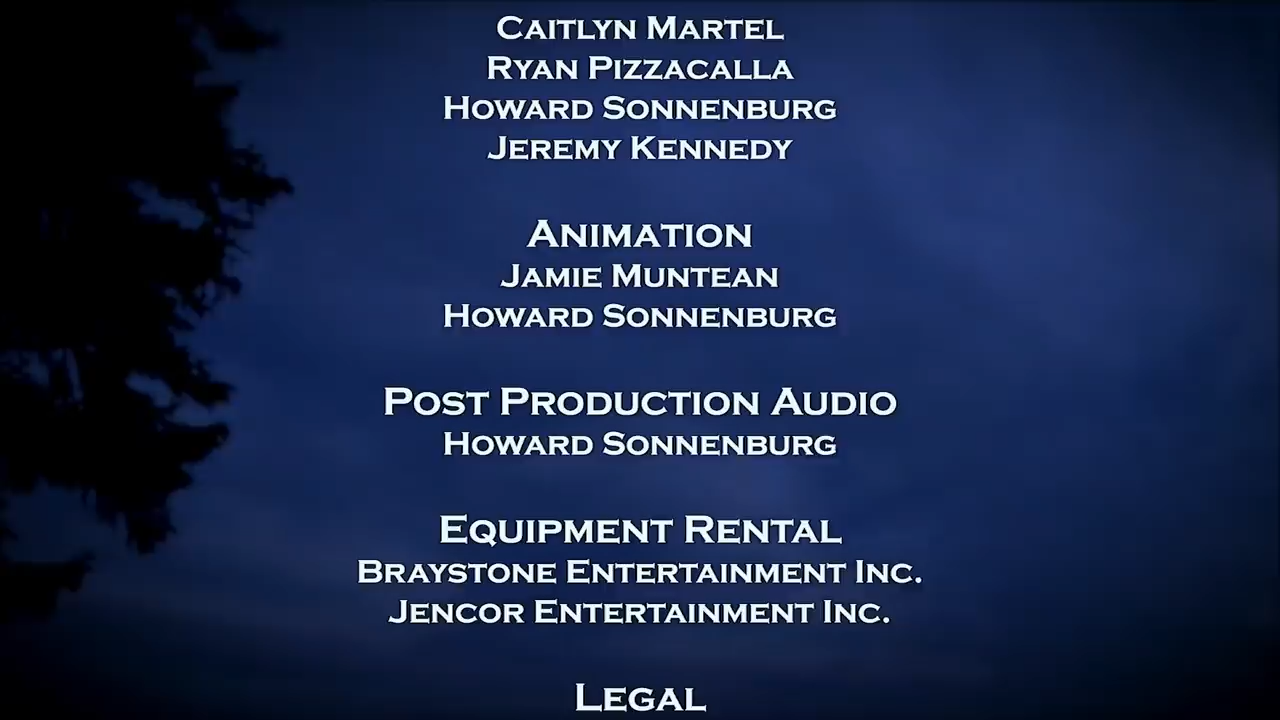 Caitlyn Martel
Ryan Pizzacalla
Howard Sonnenburg
Jeremy Kennedy
Animation
Jamie Muntean
Howard Sonnenburg
Post Production Audio
Howard Sonnenburg
Equipment Rental
Braystone Entertainment Inc.
Jencor Entertainment Inc.
Legal